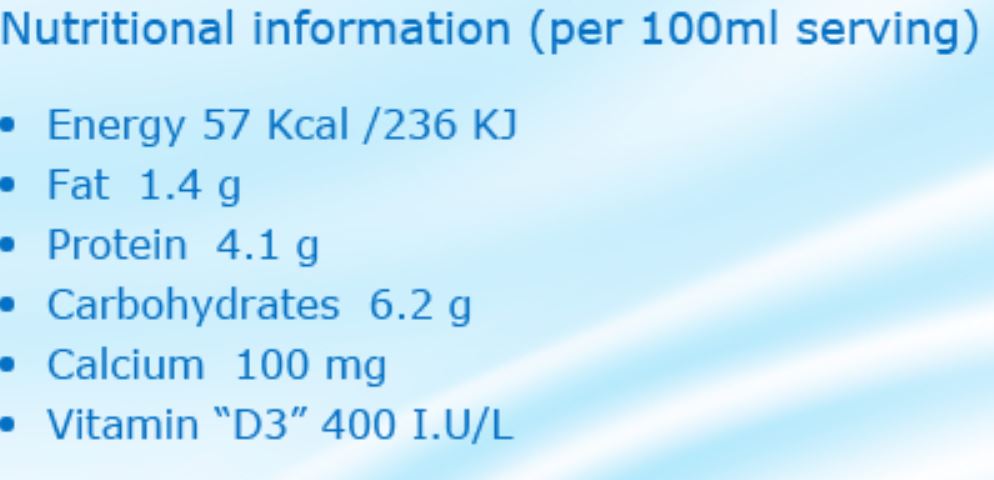 Nutritional information (per 100ml serving)
• Energy 57 Kcal /236 KJ
• Fat 1.4 g
• Protein 4.1 g
• Carbohydrates 6.2 g
• Calcium 100 mg
• Vitamin “D3” 400 I.U/L